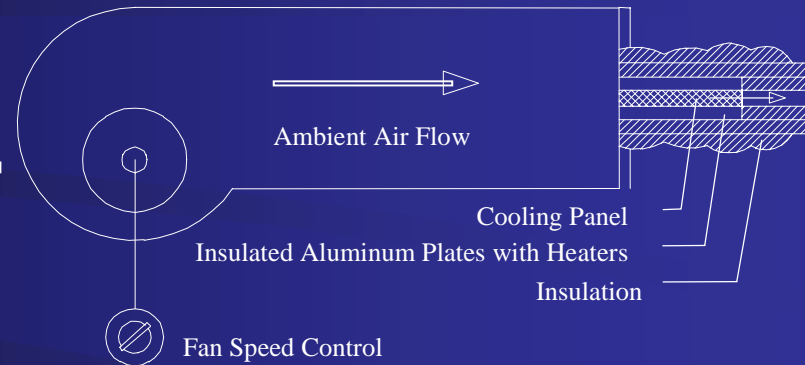 Ambient Air Flow
Cooling Panel
Insulated Aluminum Plates with Heaters
Insulation
Fan Speed Control